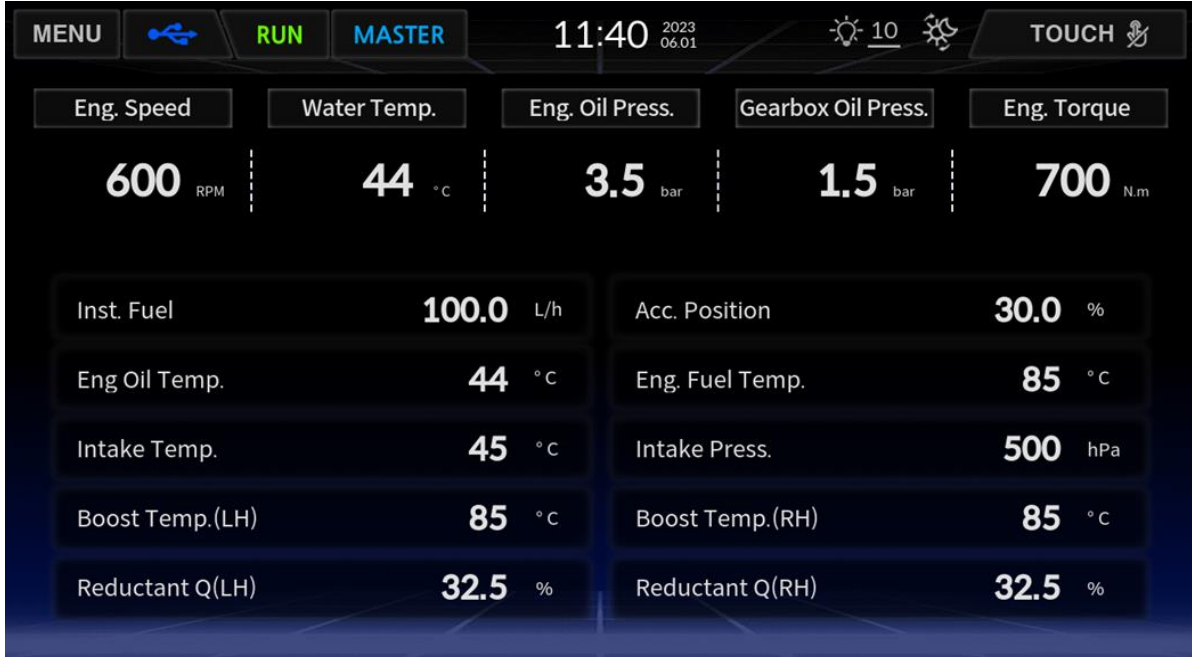 MENU RUN MASTER 11:40 2023 06.01 10 TOUCH
Eng. Speed Water Temp. Eng. Oil Press. Gearbox Oil Press. Eng. Torque
600 RPM 44 °C 3.5 bar 1.5 bar 700 N.m
Inst. Fuel 100.0 L/h Acc. Position 30.0 %
Eng Oil Temp. 44 °C Eng. Fuel Temp. 85 °C
Intake Temp. 45 °C Intake Press. 500 hPa
Boost Temp.(LH) 85 °C Boost Temp.(RH) 85 °C
Reductant Q(LH) 32.5 % Reductant Q(RH) 32.5 %